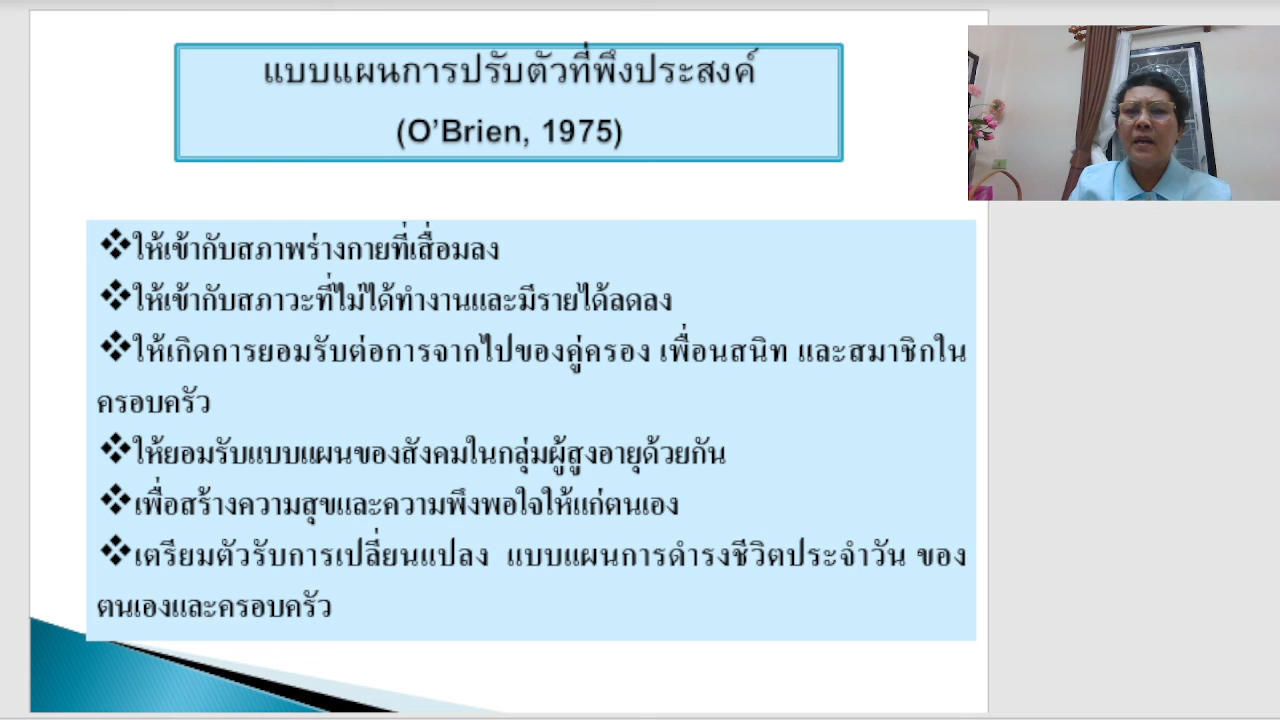 แบบแผนการปรับตัวที่พึงประสงค์
(O’Brien, 1975)
❖ให้เข้ากับสภาพร่างกายที่เสื่อมลง
❖ให้เข้ากับสภาวะที่ไม่ได้ทำงานและมีรายได้ลดลง
❖ให้เกิดการยอมรับต่อการจากไปของคู่ครอง เพื่อนสนิท และสมาชิกใน
ครอบครัว
❖ให้ยอมรับแบบแผนของสังคมในกลุ่มผู้สูงอายุด้วยกัน
❖เพื่อสร้างความสุขและความพึงพอใจให้แก่ตนเอง
❖เตรียมตัวรับการเปลี่ยนแปลง แบบแผนการดำรงชีวิตประจำวัน ของ
ตนเองและครอบครัว